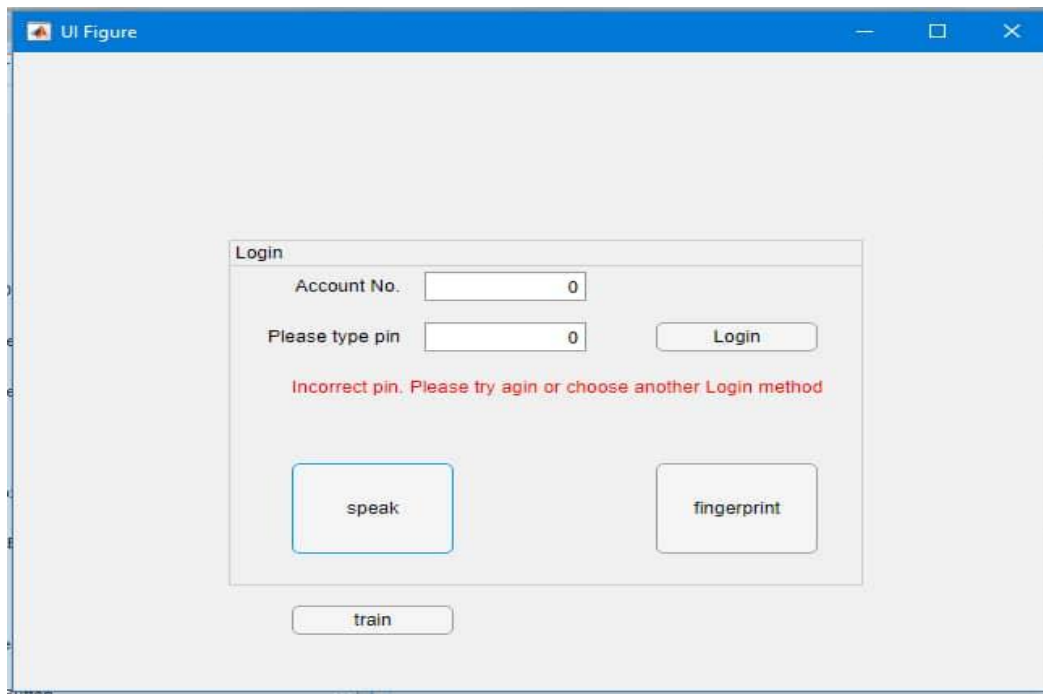 UI Figure
Login
Account No. 0
Please type pin 0 Login
Incorrect pin. Please try agin or choose another Login method
speak fingerprint
train